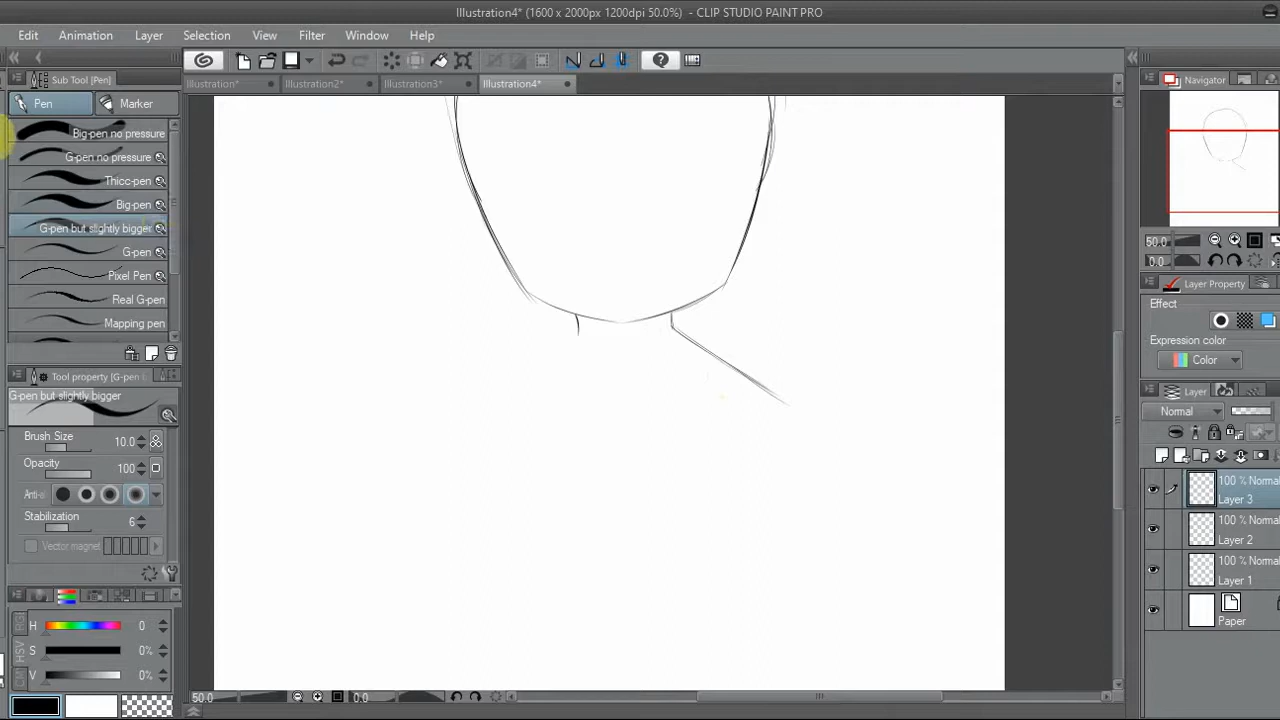 Illustration4* (1600 x 2000px 1200dpi 50.0%) - CLIP STUDIO PAINT PRO
Edit Animation Layer Selection View Filter Window Help
Sub Tool [Pen]
Illustration* Illustration2* Illustration3* Illustration4*
Navigator
Pen Marker
Big-pen no pressure
G-pen no pressure
Thicc-pen
Big-pen
G-pen but slightly bigger
G-pen
Pixel Pen
Real G-pen
Mapping pen
50.0
0.0
Layer Property
Effect
Expression color
Color
Tool property [G-pen
G-pen but slightly bigger
Brush Size 10.0
Opacity 100
Stabilization 6
Vector magnet
Layer
Normal
100 % Normal
Layer 3
100 % Normal
Layer 2
100 % Normal
Layer 1
Paper
H 0
S 0%
V 0%
50.0 0.0